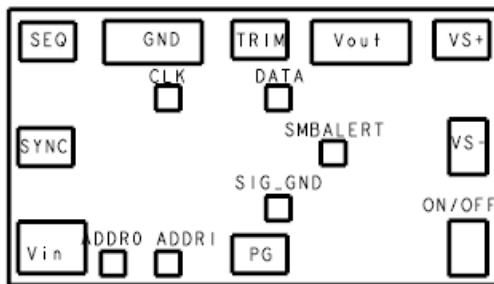 SEQ GND TRIM Vout VS+
CLK DATA
SMBALERT
SYNC VS-
SIG_GND
ON/OFF
ADDR0 ADDR1
Vin PG